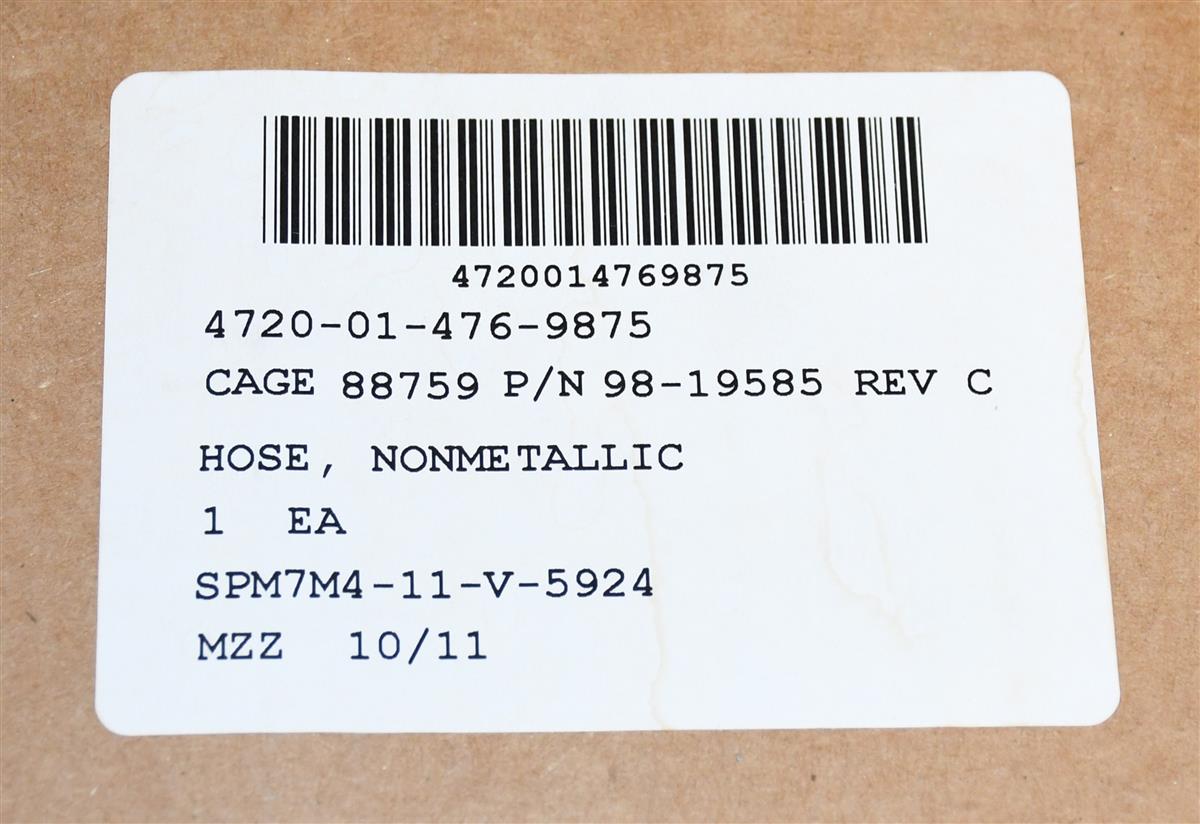 4720014769875
4720-01-476-9875
CAGE 88759 P/N 98-19585 REV C
HOSE, NONMETALLIC
1 EA
SPM7M4-11-V-5924
MZZ 10/11